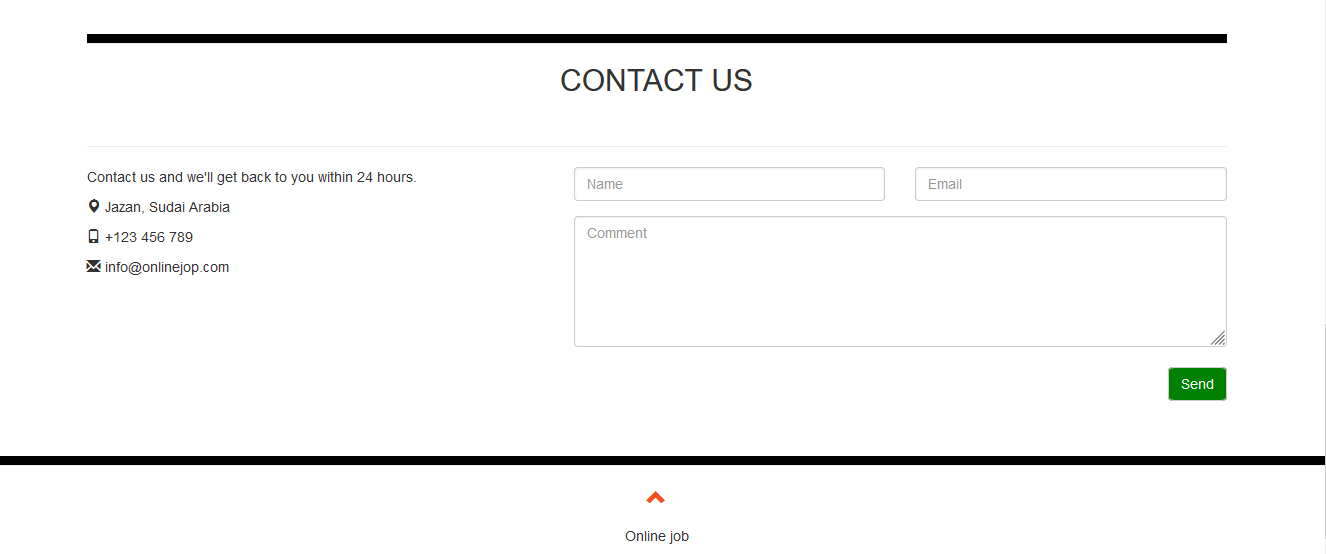 CONTACT US
Contact us and we'll get back to you within 24 hours.
Jazan, Sudai Arabia
+123 456 789
info@onlinejop.com
Name
Email
Comment
Send
Online job